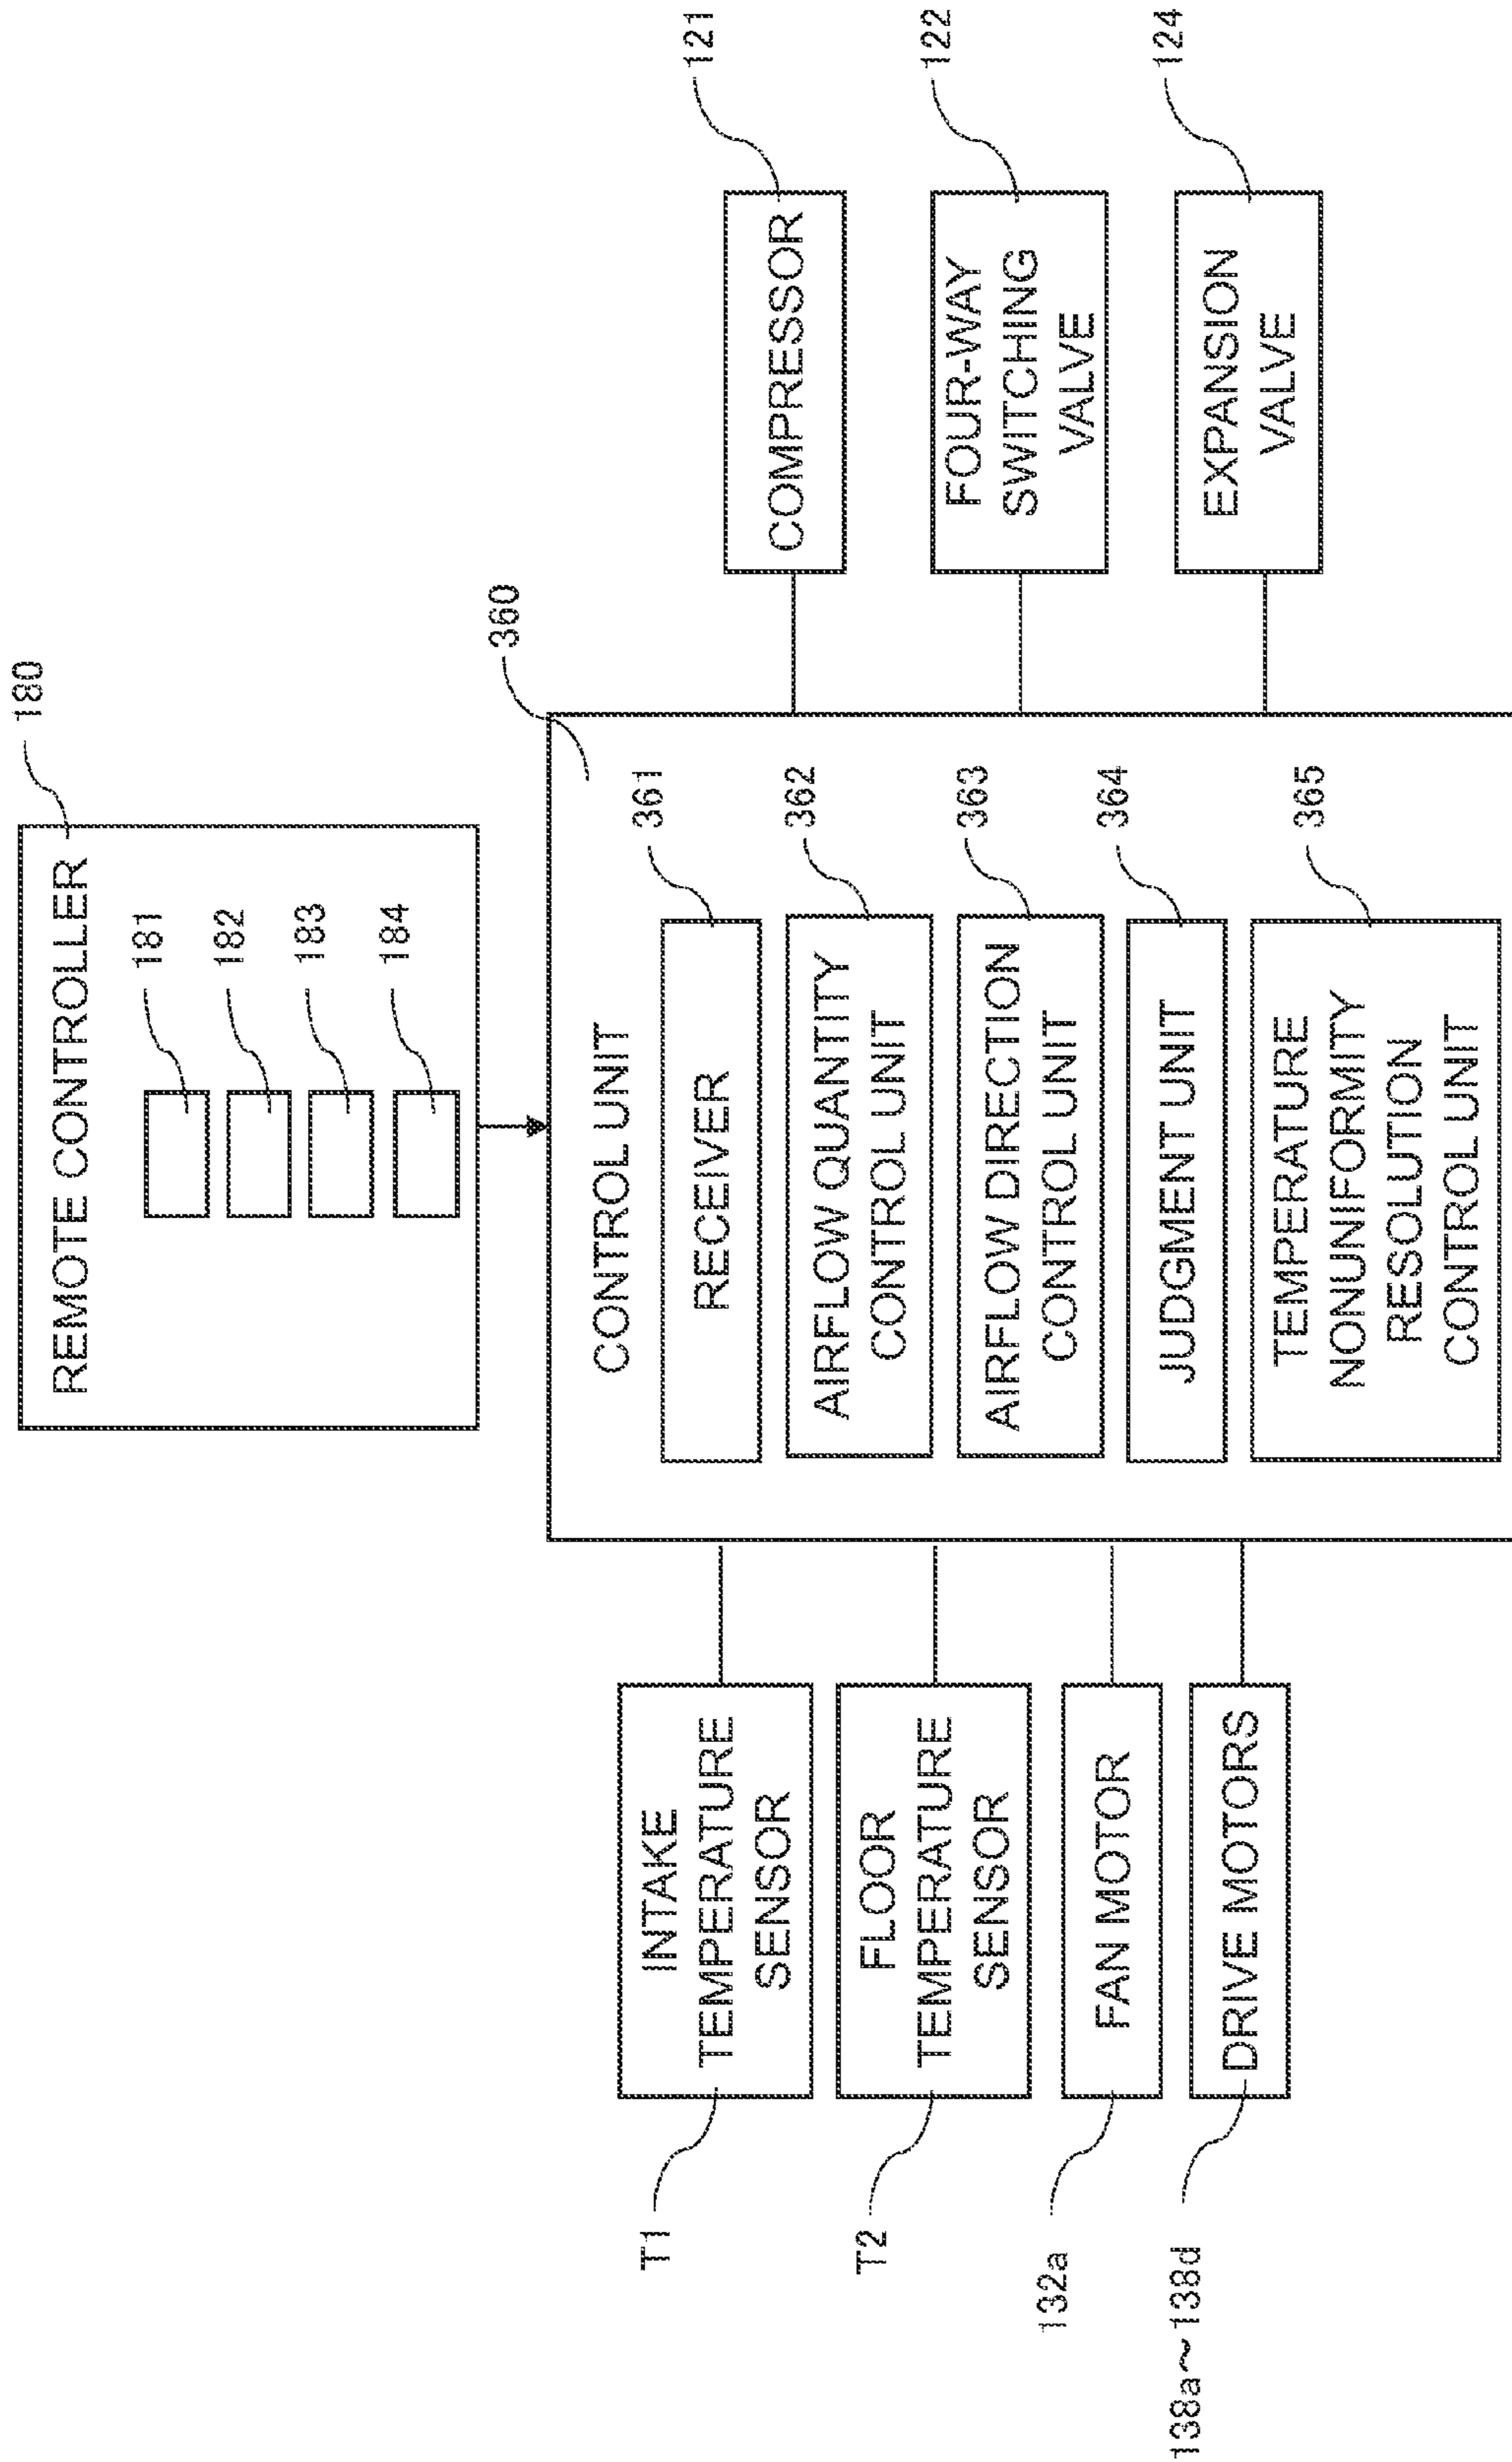 180
REMOTE CONTROLLER
181
182
183
184
360
CONTROL UNIT
361
RECEIVER
362
AIRFLOW QUANTITY
CONTROL UNIT
363
AIRFLOW DIRECTION
CONTROL UNIT
364
JUDGMENT UNIT
365
TEMPERATURE
NONUNIFORMITY
RESOLUTION
CONTROL UNIT
T1
INTAKE
TEMPERATURE
SENSOR
T2
FLOOR
TEMPERATURE
SENSOR
132a
FAN MOTOR
138a~138d
DRIVE MOTORS
121
COMPRESSOR
122
FOUR-WAY
SWITCHING
VALVE
124
EXPANSION
VALVE